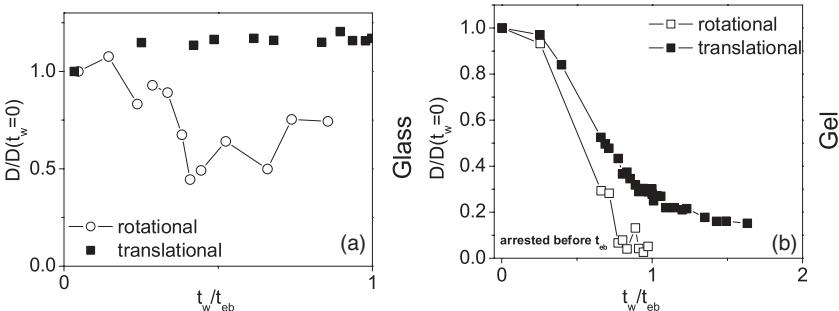 1.0
0.5
0.0
D/D(t_w=0)
rotational
translational
(a)
0
1
t_w/t_eb
Glass
1.0
0.8
0.6
0.4
0.2
0.0
D/D(t_w=0)
rotational
translational
arrested before t_eb
(b)
0
1
2
t_w/t_eb
Gel